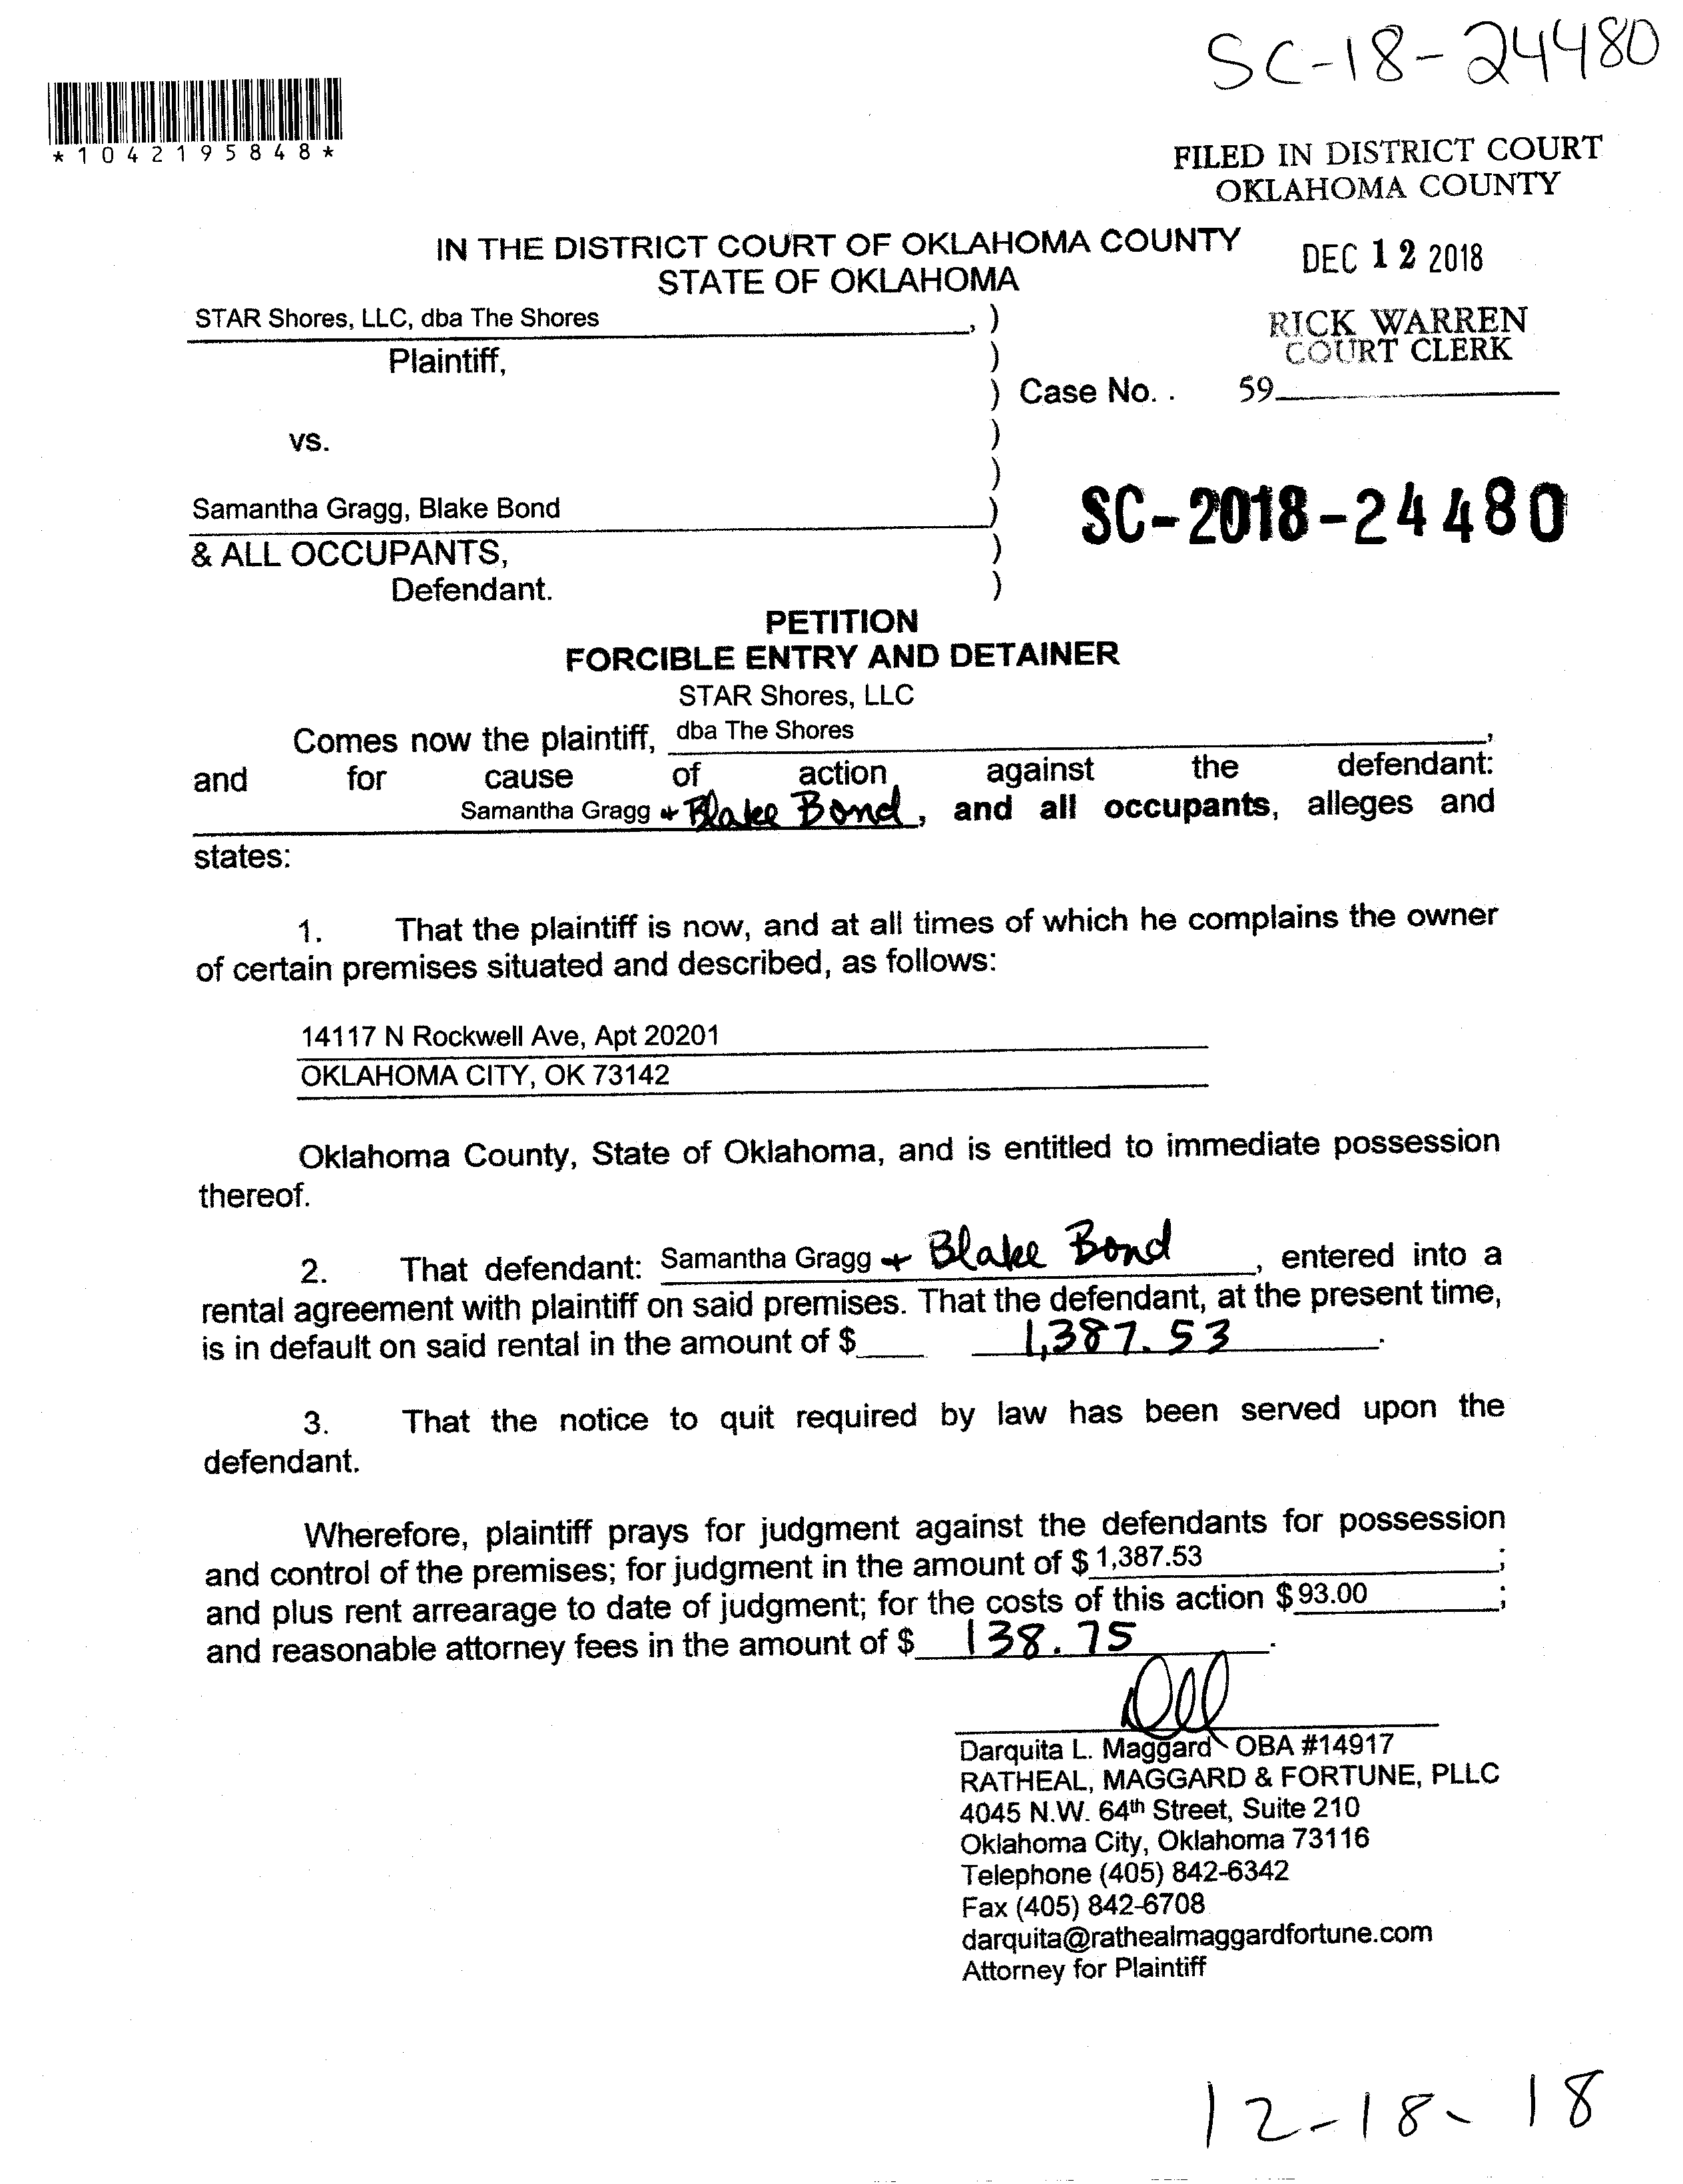 SC-18-24480
*1042195848*
FILED IN DISTRICT COURT
OKLAHOMA COUNTY
IN THE DISTRICT COURT OF OKLAHOMA COUNTY
STATE OF OKLAHOMA
DEC 12 2018
STAR Shores, LLC, dba The Shores , )
RICK WARREN
COURT CLERK
Plaintiff, )
) Case No. . 59
vs. )
)
Samantha Gragg, Blake Bond )
SC-2018-24480
& ALL OCCUPANTS, )
Defendant. )
PETITION
FORCIBLE ENTRY AND DETAINER
STAR Shores, LLC
Comes now the plaintiff, dba The Shores ,
and for cause of action against the defendant:
Samantha Gragg + Blake Bond, and all occupants, alleges and
states:
1. That the plaintiff is now, and at all times of which he complains the owner
of certain premises situated and described, as follows:
14117 N Rockwell Ave, Apt 20201
OKLAHOMA CITY, OK 73142
Oklahoma County, State of Oklahoma, and is entitled to immediate possession
thereof.
2. That defendant: Samantha Gragg + Blake Bond , entered into a
rental agreement with plaintiff on said premises. That the defendant, at the present time,
is in default on said rental in the amount of $ 1,387.53 .
3. That the notice to quit required by law has been served upon the
defendant.
Wherefore, plaintiff prays for judgment against the defendants for possession
and control of the premises; for judgment in the amount of $ 1,387.53 ;
and plus rent arrearage to date of judgment; for the costs of this action $ 93.00 ;
and reasonable attorney fees in the amount of $ 138.75 .
Darquita L. Maggard OBA #14917
RATHEAL, MAGGARD & FORTUNE, PLLC
4045 N.W. 64th Street, Suite 210
Oklahoma City, Oklahoma 73116
Telephone (405) 842-6342
Fax (405) 842-6708
darquita@rathealmaggardfortune.com
Attorney for Plaintiff
12-18-18